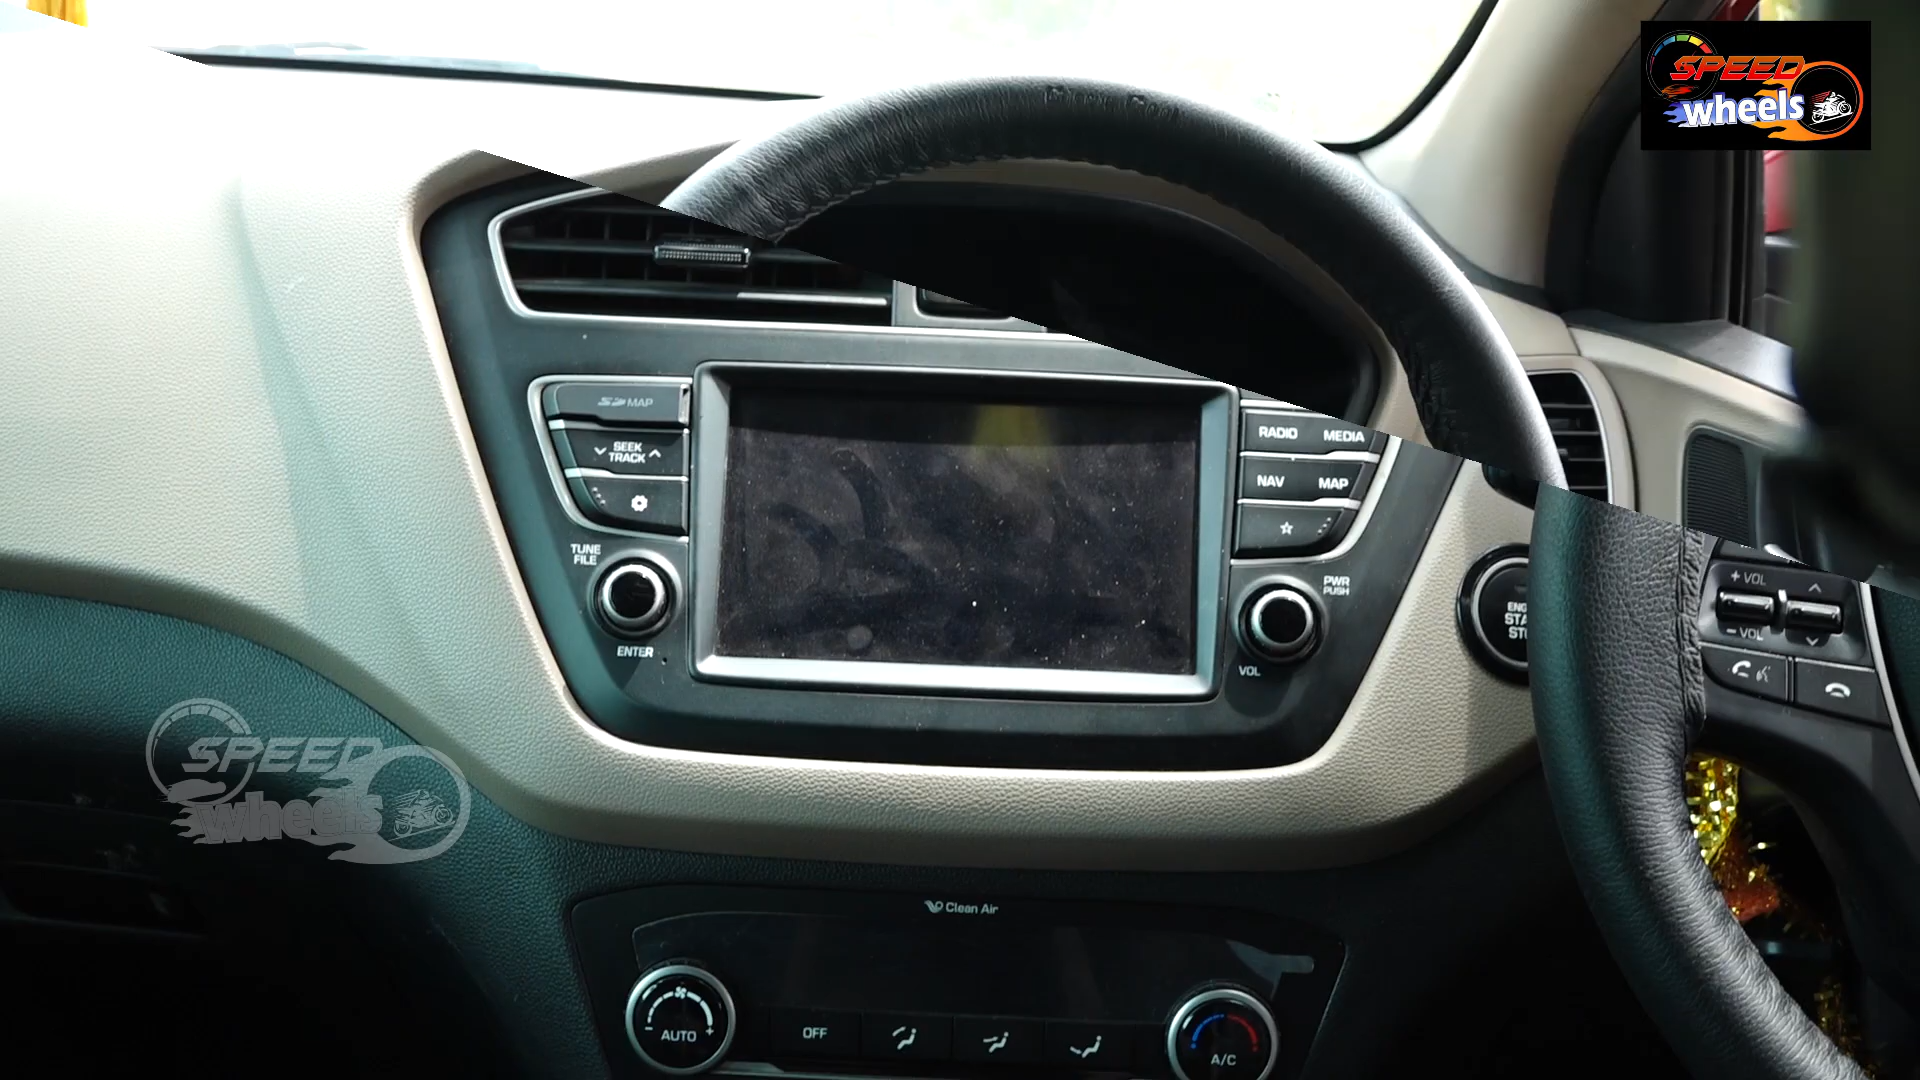 SPEED
wheels
MAP
SEEK
TRACK
TUNE
FILE
ENTER
RADIO MEDIA
NAV MAP
PWR
PUSH
VOL
+ VOL
- VOL
SPEED
wheels
Clean Air
AUTO
- +
OFF
A/C